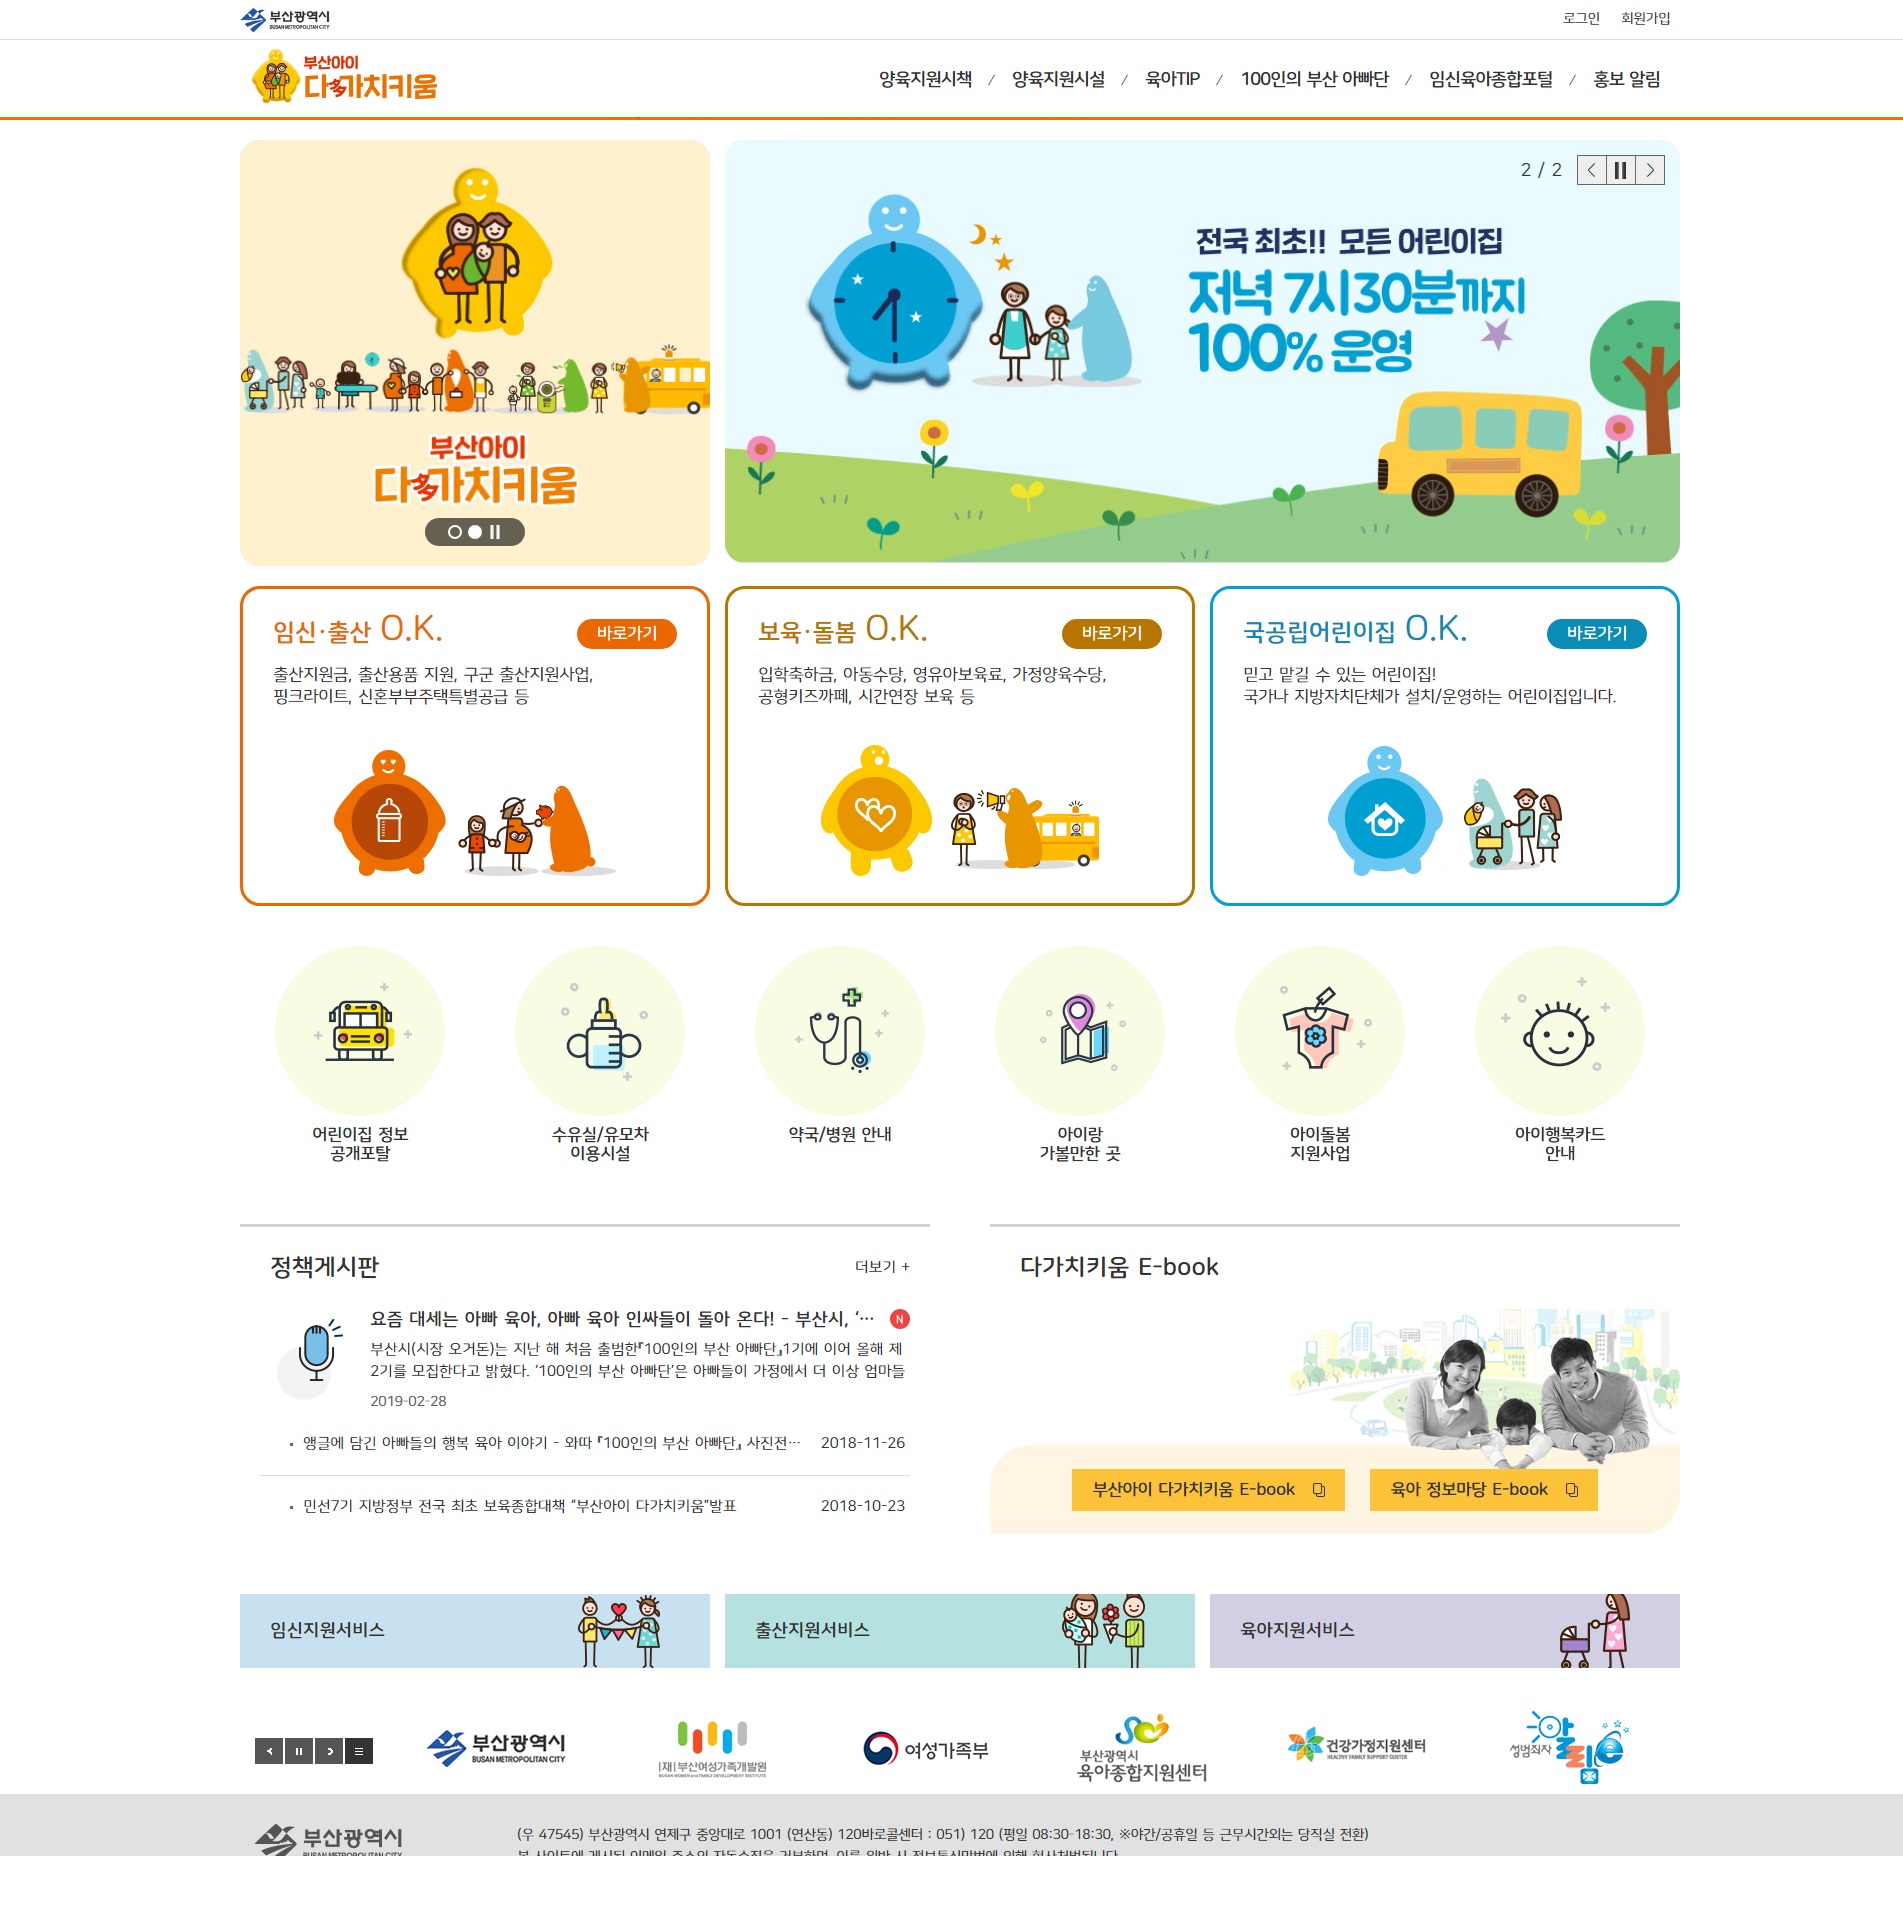 부산광역시
BUSAN METROPOLITAN CITY
로그인 회원가입
부산아이
다多가치키움
양육지원시책 / 양육지원시설 / 육아TIP / 100인의 부산 아빠단 / 임신육아종합포털 / 홍보 알림
2 / 2
전국 최초!! 모든 어린이집
저녁 7시30분까지
100% 운영
부산아이
다多가치키움
임신·출산 O.K.
바로가기
출산지원금, 출산용품 지원, 구군 출산지원사업,
핑크라이트, 신혼부부주택특별공급 등
보육·돌봄 O.K.
바로가기
입학축하금, 아동수당, 영유아보육료, 가정양육수당,
공형키즈까페, 시간연장 보육 등
국공립어린이집 O.K.
바로가기
믿고 맡길 수 있는 어린이집!
국가나 지방자치단체가 설치/운영하는 어린이집입니다.
어린이집 정보
공개포탈
수유실/유모차
이용시설
약국/병원 안내
아이랑
가볼만한 곳
아이돌봄
지원사업
아이행복카드
안내
정책게시판
더보기 +
요즘 대세는 아빠 육아, 아빠 육아 인싸들이 돌아 온다! - 부산시, ‘… N
부산시(시장 오거돈)는 지난 해 처음 출범한『100인의 부산 아빠단』1기에 이어 올해 제
2기를 모집한다고 밝혔다. ‘100인의 부산 아빠단’은 아빠들이 가정에서 더 이상 엄마들
2019-02-28
앵글에 담긴 아빠들의 행복 육아 이야기 - 와따 『100인의 부산 아빠단』 사진전… 2018-11-26
민선7기 지방정부 전국 최초 보육종합대책 “부산아이 다가치키움”발표 2018-10-23
다가치키움 E-book
부산아이 다가치키움 E-book
육아 정보마당 E-book
임신지원서비스
출산지원서비스
육아지원서비스
부산광역시
BUSAN METROPOLITAN CITY
(재)부산여성가족개발원
BUSAN WOMEN and FAMILY DEVELOPMENT INSTITUTE
여성가족부
부산광역시
육아종합지원센터
건강가정지원센터
HEALTHY FAMILY SUPPORT CENTER
성범죄자 알림e
부산광역시
BUSAN METROPOLITAN CITY
(우 47545) 부산광역시 연제구 중앙대로 1001 (연산동) 120바로콜센터 : 051) 120 (평일 08:30-18:30, ※야간/공휴일 등 근무시간외는 당직실 전환)